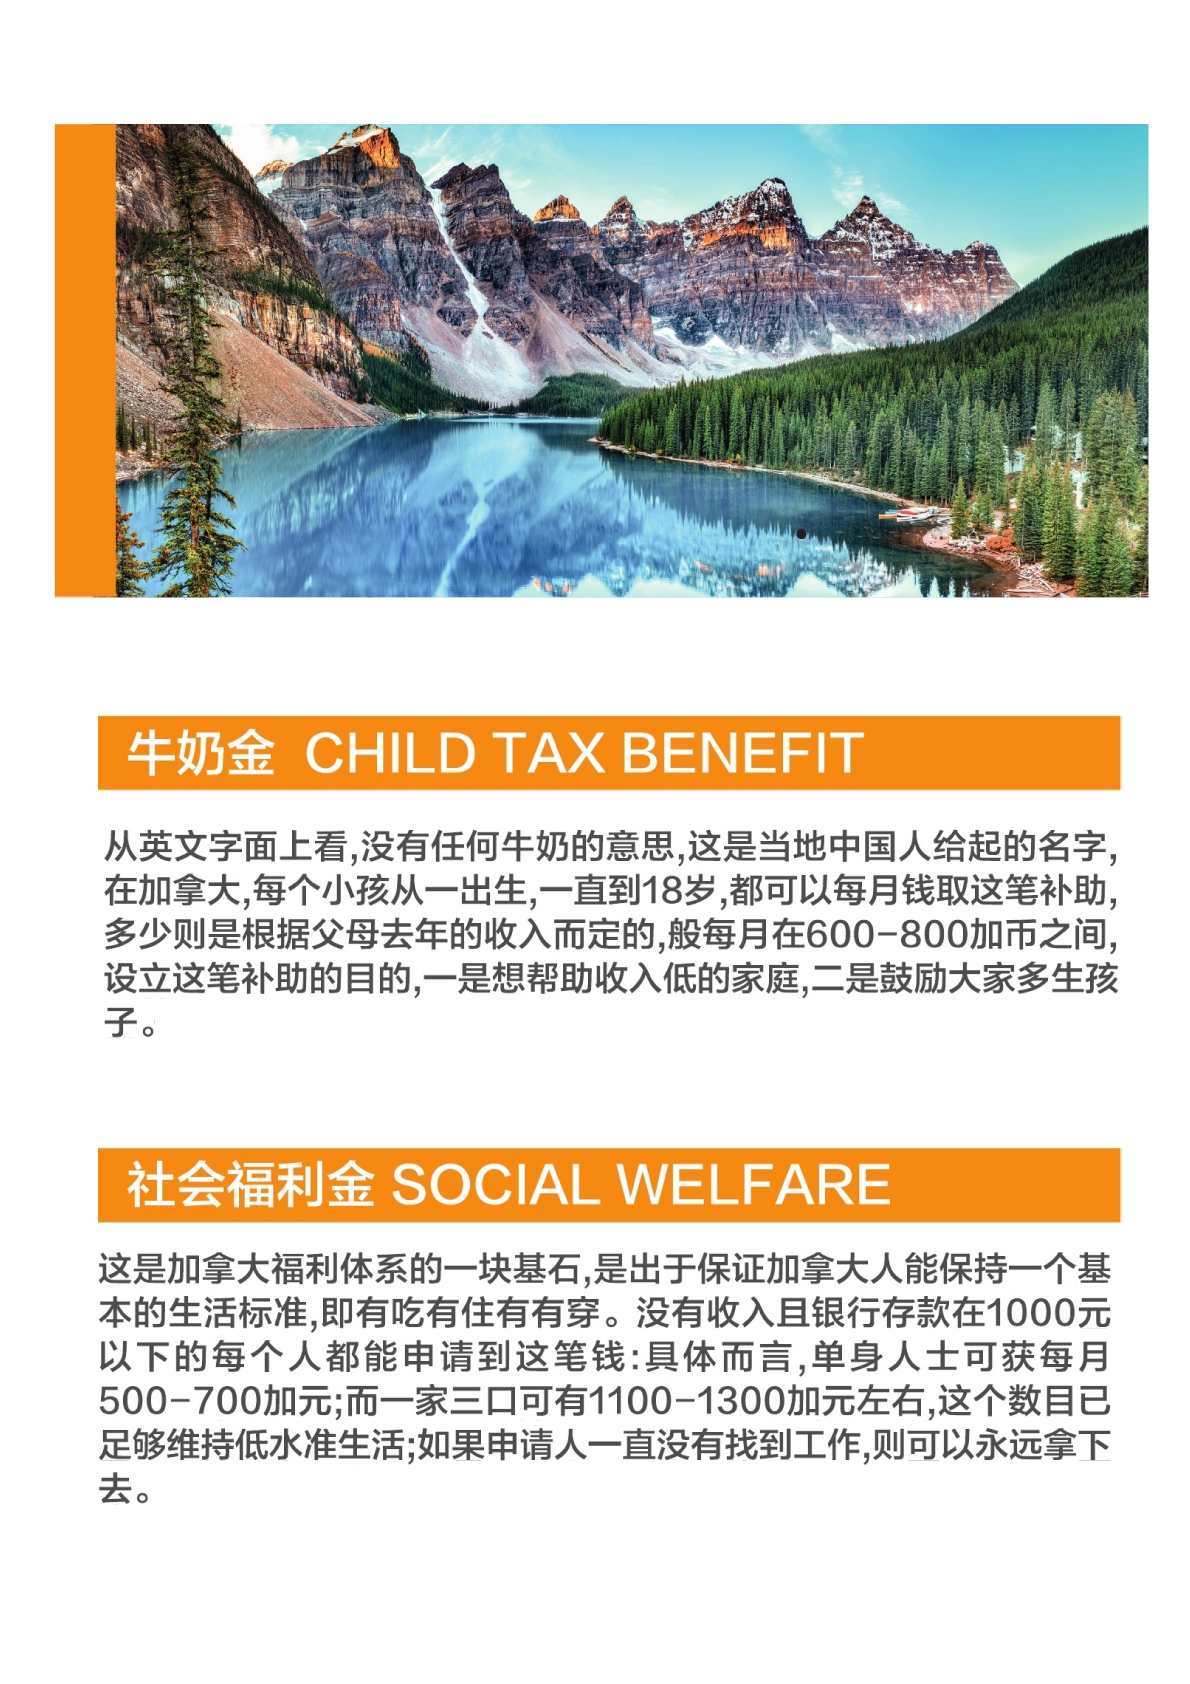 牛奶金 CHILD TAX BENEFIT
从英文字面上看,没有任何牛奶的意思,这是当地中国人给起的名字,
在加拿大,每个小孩从一出生,一直到18岁,都可以每月钱取这笔补助,
多少则是根据父母去年的收入而定的,般每月在600-800加币之间,
设立这笔补助的目的,一是想帮助收入低的家庭,二是鼓励大家多生孩
子。
社会福利金 SOCIAL WELFARE
这是加拿大福利体系的一块基石,是出于保证加拿大人能保持一个基
本的生活标准,即有吃有住有有穿。没有收入且银行存款在1000元
以下的每个人都能申请到这笔钱:具体而言,单身人士可获每月
500-700加元;而一家三口可有1100-1300加元左右,这个数目已
足够维持低水准生活;如果申请人一直没有找到工作,则可以永远拿下
去。